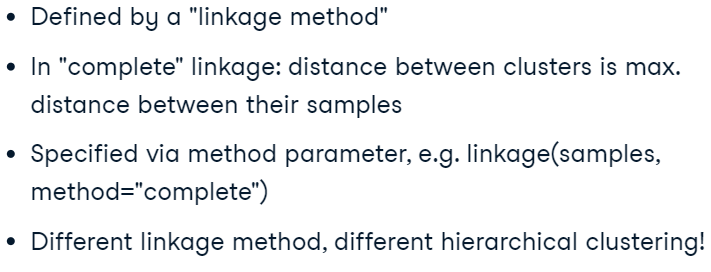 • Defined by a "linkage method"
• In "complete" linkage: distance between clusters is max.
distance between their samples
• Specified via method parameter, e.g. linkage(samples,
method="complete")
• Different linkage method, different hierarchical clustering!